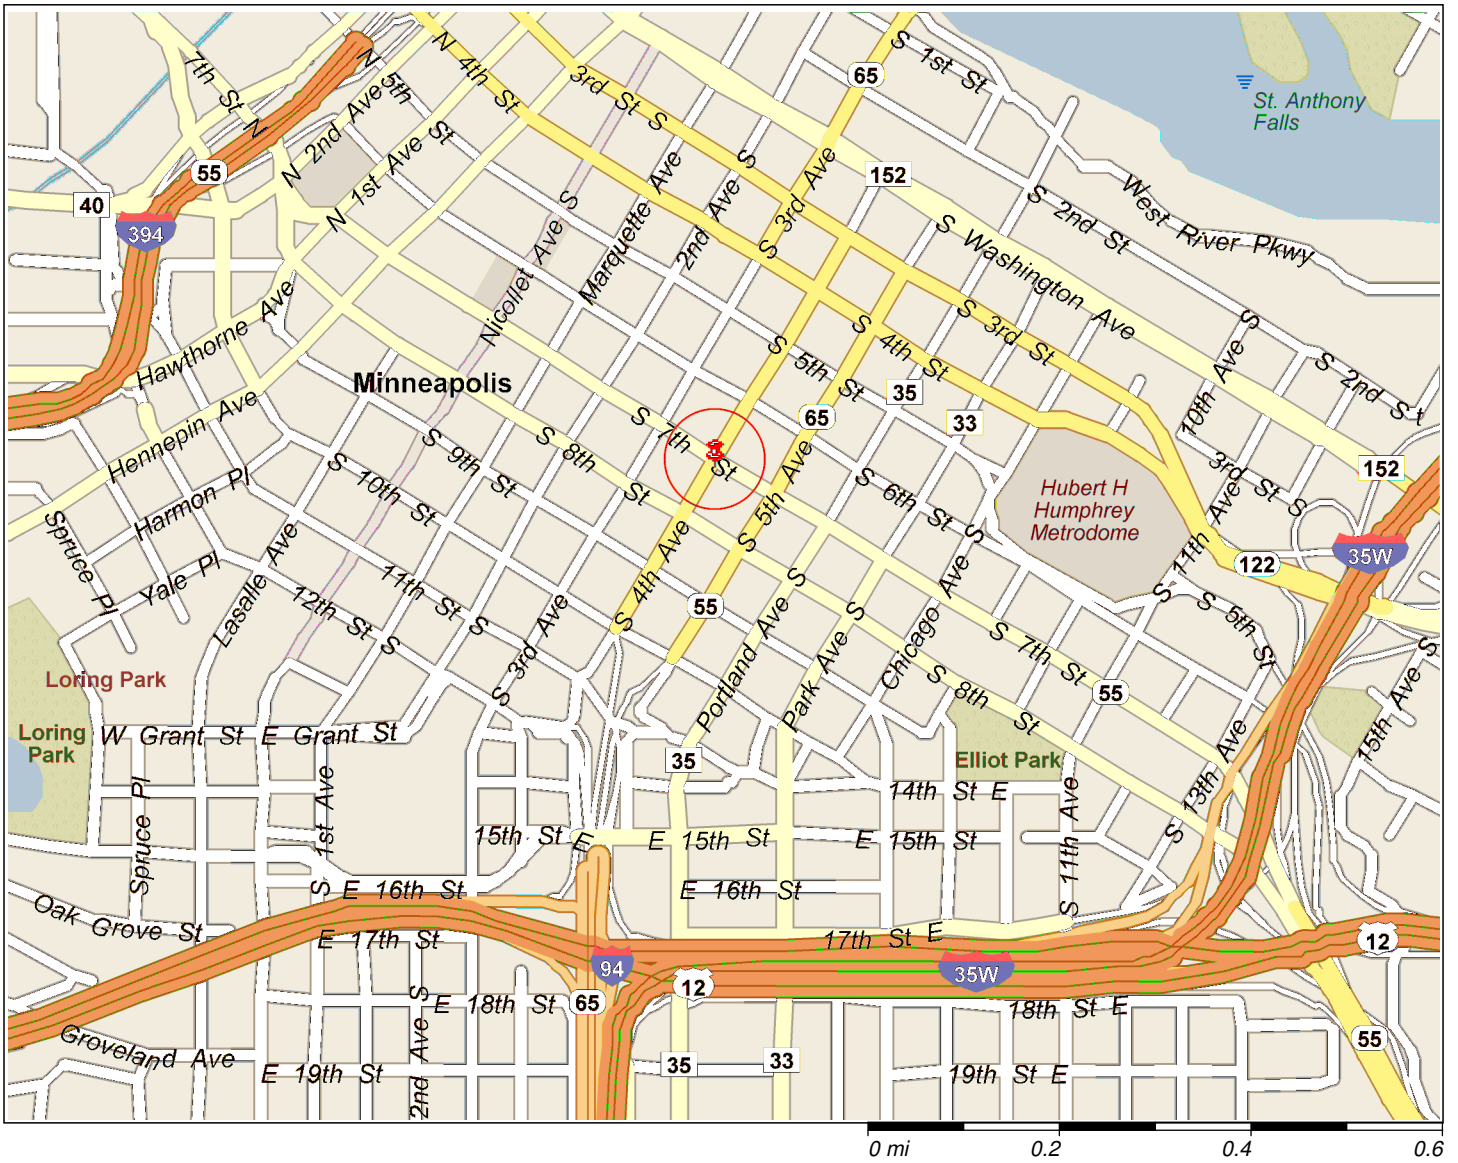 7th St N
N 5th St
N 4th St
3rd St S
65
S 1st St
St. Anthony
Falls
N 2nd Ave
55
40
394
N 1st Ave
Nicollet Ave S
Marquette Ave
2nd Ave S
S 3rd Ave
152
S 2nd St
West River Pkwy
S Washington Ave
Hawthorne Ave
Hennepin Ave
Minneapolis
S 5th St
S 4th St
S 3rd St
35
33
65
10th Ave S
S 2nd St
152
3rd St S
Harmon Pl
Yale Pl
Spruce Pl
Lasalle Ave
S 10th St
S 9th St
S 8th St
S 7th St
S 6th St
Hubert H
Humphrey
Metrodome
35W
122
S 11th Ave
S 5th St
15th Ave S
12th St S
11th St S
S 3rd Ave
S 4th Ave
S 5th Ave
55
Portland Ave S
Park Ave S
Chicago Ave S
S 7th St
55
S 8th St
Loring Park
Loring
Park
W Grant St
E Grant St
35
Elliot Park
14th St E
S 13th Ave
Spruce Pl
S 1st Ave
15th St E
E 15th St
E 15th St
S 11th Ave
E 16th St
E 16th St
Oak Grove St
E 17th St
17th St E
94
12
35W
12
65
E 18th St
18th St E
55
Groveland Ave
E 19th St
2nd Ave S
35
33
19th St E
0 mi 0.2 0.4 0.6